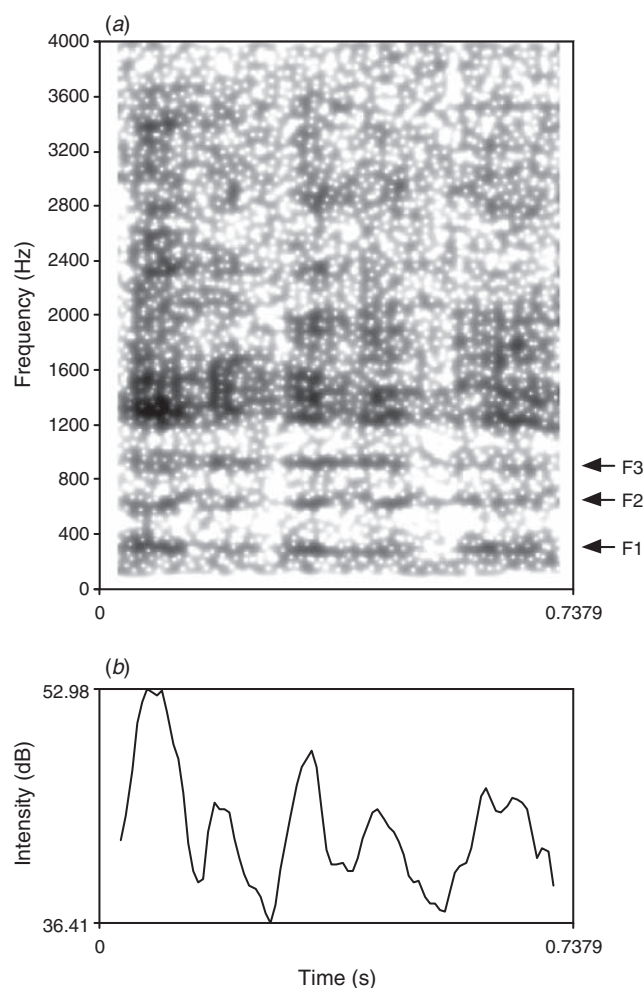 (a)
4000
3600
3200
2800
2400
2000
1600
1200
800
400
0
Frequency (Hz)
F3
F2
F1
0 0.7379
(b)
52.98
36.41
Intensity (dB)
0 0.7379
Time (s)